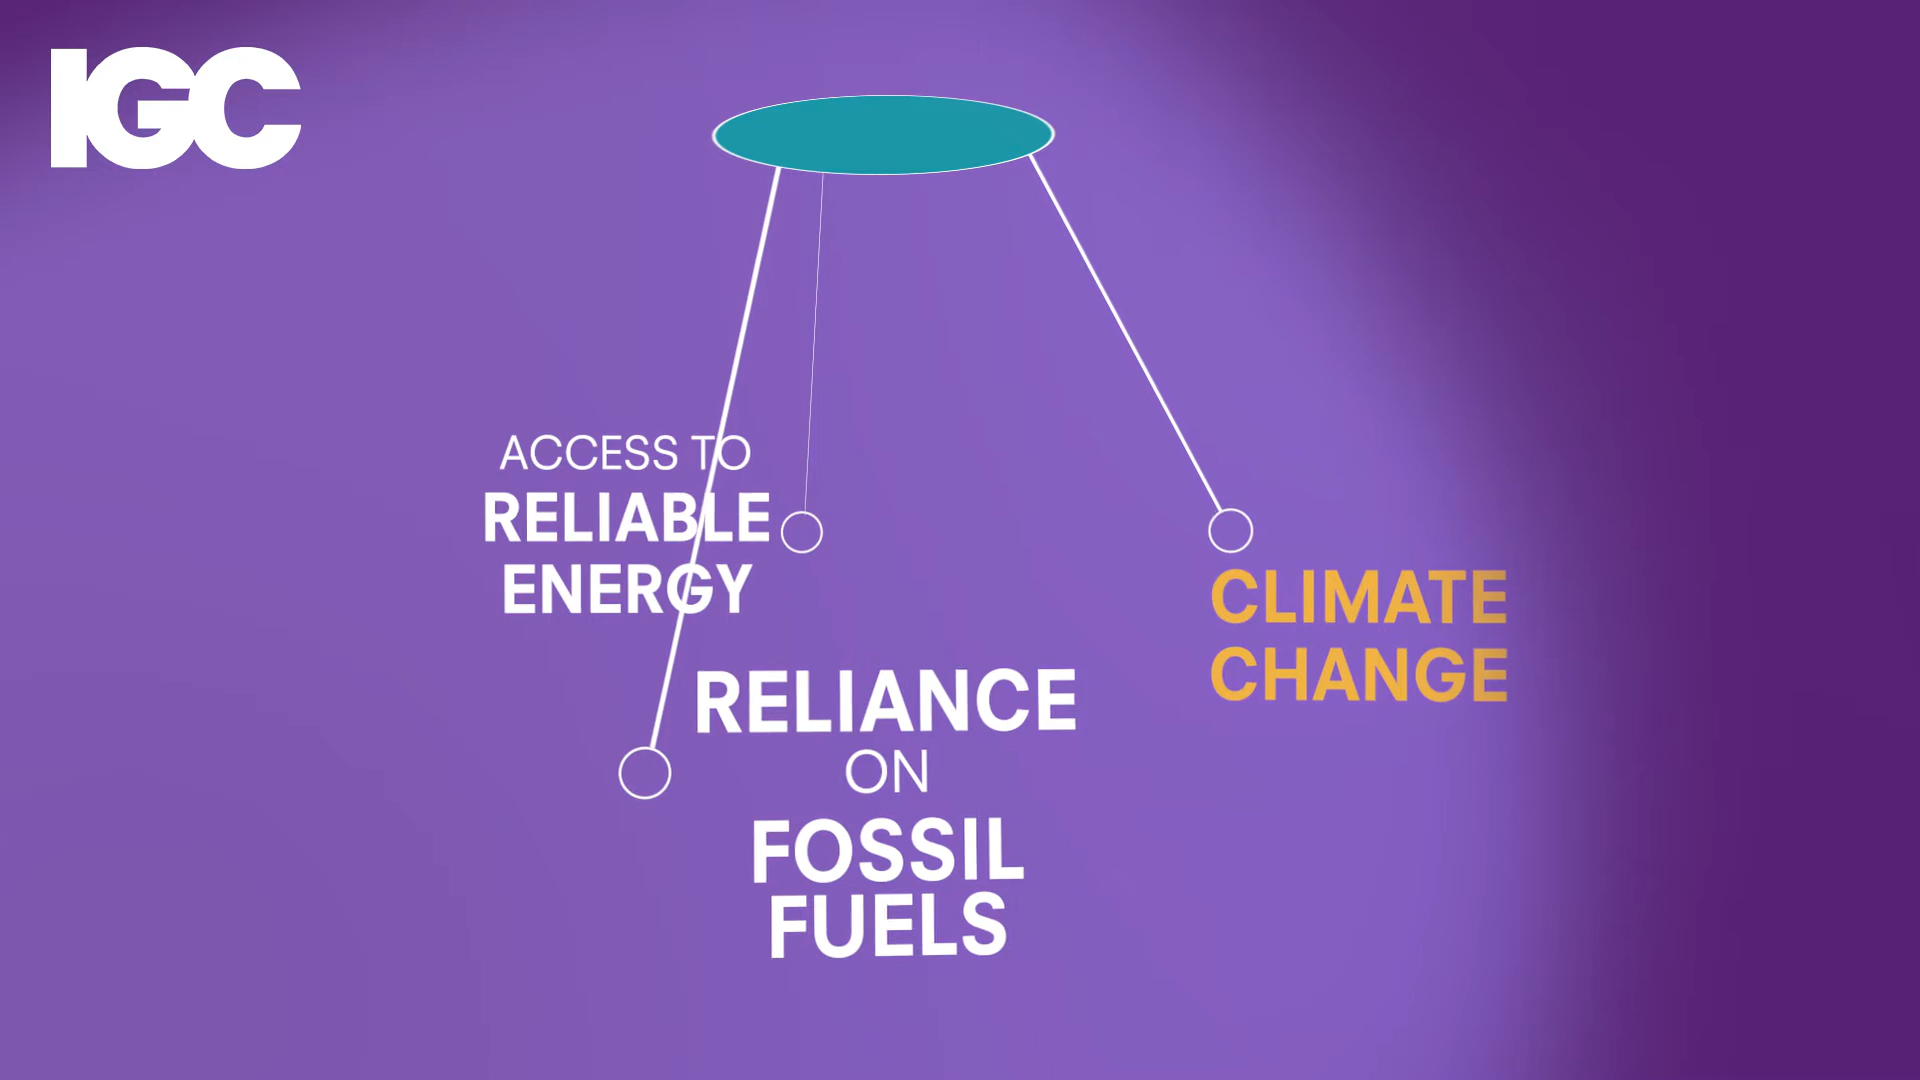 IGC
ACCESS TO
RELIABLE
ENERGY
RELIANCE
ON
FOSSIL
FUELS
CLIMATE
CHANGE